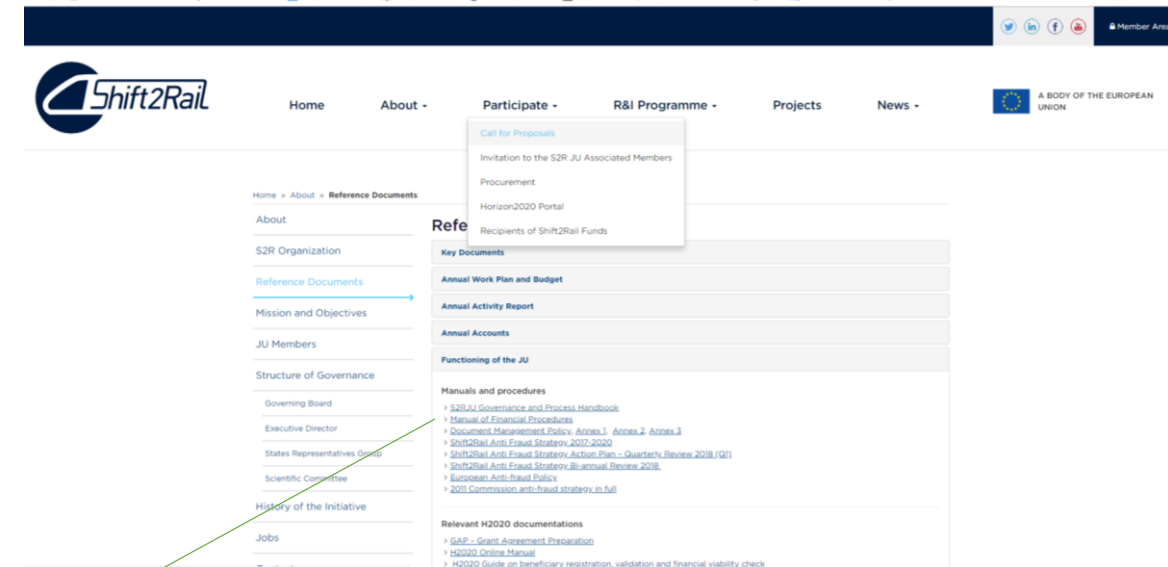 Member Area
Shift2Rail
Home About Participate R&I Programme Projects News
A BODY OF THE EUROPEAN
UNION
Call for Proposals
Invitation to the S2R JU Associated Members
Procurement
Horizon2020 Portal
Recipients of Shift2Rail Funds
Home » About » Reference Documents
About
S2R Organization
Reference Documents
Mission and Objectives
JU Members
Structure of Governance
Governing Board
Executive Director
States Representatives Group
Scientific Committee
History of the Initiative
Jobs
Refe
Key Documents
Annual Work Plan and Budget
Annual Activity Report
Annual Accounts
Functioning of the JU
Manuals and procedures
> S2RJU Governance and Process Handbook
> Manual of Financial Procedures
> Document Management Policy, Annex 1, Annex 2, Annex 3
> Shift2Rail Anti Fraud Strategy 2017-2020
> Shift2Rail Anti Fraud Strategy Action Plan - Quarterly Review 2018 (Q1)
> Shift2Rail Anti Fraud Strategy Bi-annual Review 2018
> European Anti-fraud Policy
> 2011 Commission anti-fraud strategy in full
Relevant H2020 documentations
> GAP – Grant Agreement Preparation
> H2020 Online Manual
> H2020 Guide on beneficiary registration, validation and financial viability check